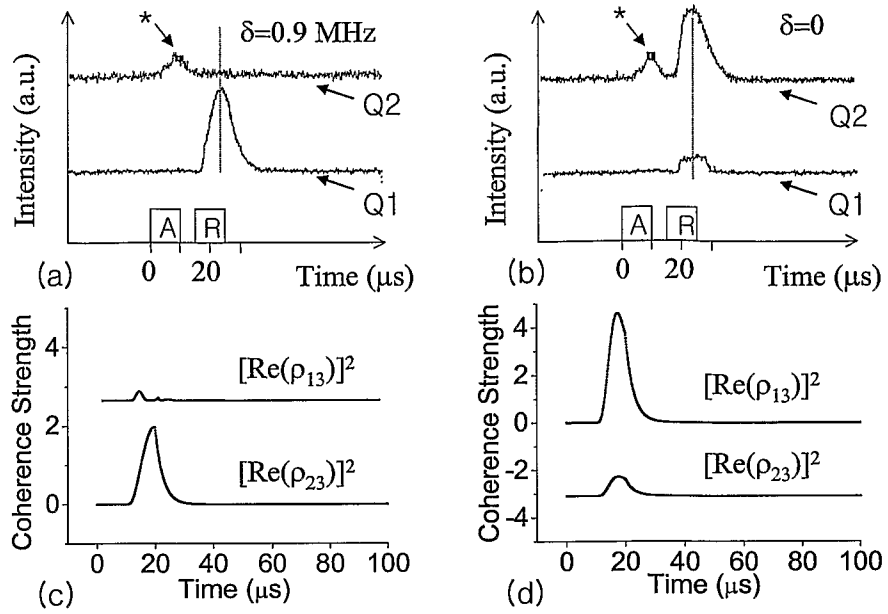 *
δ=0.9 MHz
Q2
Q1
Intensity (a.u.)
A
R
0
20
Time (μs)
(a)
*
δ=0
Q2
Q1
Intensity (a.u.)
A
R
0
20
Time (μs)
(b)
Coherence Strength
4
2
0
[Re(ρ₁₃)]²
[Re(ρ₂₃)]²
0 20 40 60 80 100
Time (μs)
(c)
Coherence Strength
4
2
0
-2
-4
[Re(ρ₁₃)]²
[Re(ρ₂₃)]²
0 20 40 60 80 100
Time (μs)
(d)